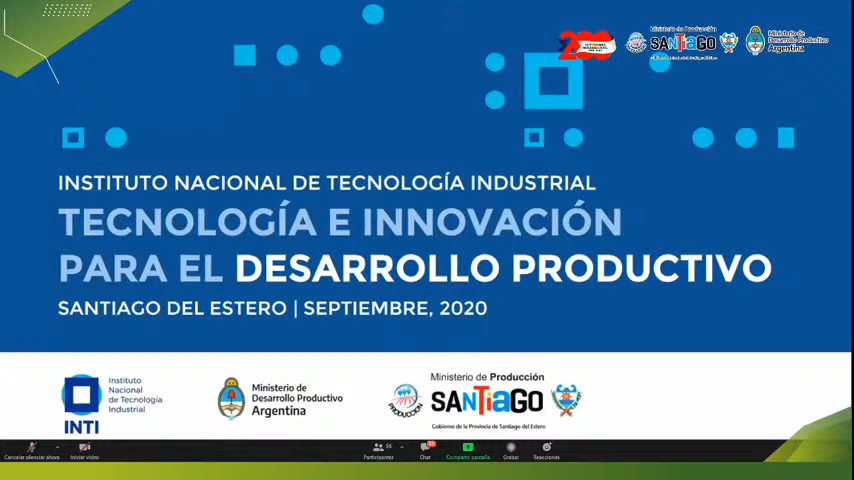 200
Ministerio de Producción
SANTIAGO
Ministerio de
Desarrollo Productivo
Argentina
INSTITUTO NACIONAL DE TECNOLOGÍA INDUSTRIAL
TECNOLOGÍA E INNOVACIÓN
PARA EL DESARROLLO PRODUCTIVO
SANTIAGO DEL ESTERO | SEPTIEMBRE, 2020
Instituto
Nacional
de Tecnología
Industrial
INTI
Ministerio de
Desarrollo Productivo
Argentina
PRODUCCIÓN
Ministerio de Producción
SANTIAGO
Gobierno de la Provincia de Santiago del Estero
Cancelar silenciar ahora
Iniciar video
Participantes
56
Chat
Compartir pantalla
Grabar
Reacciones